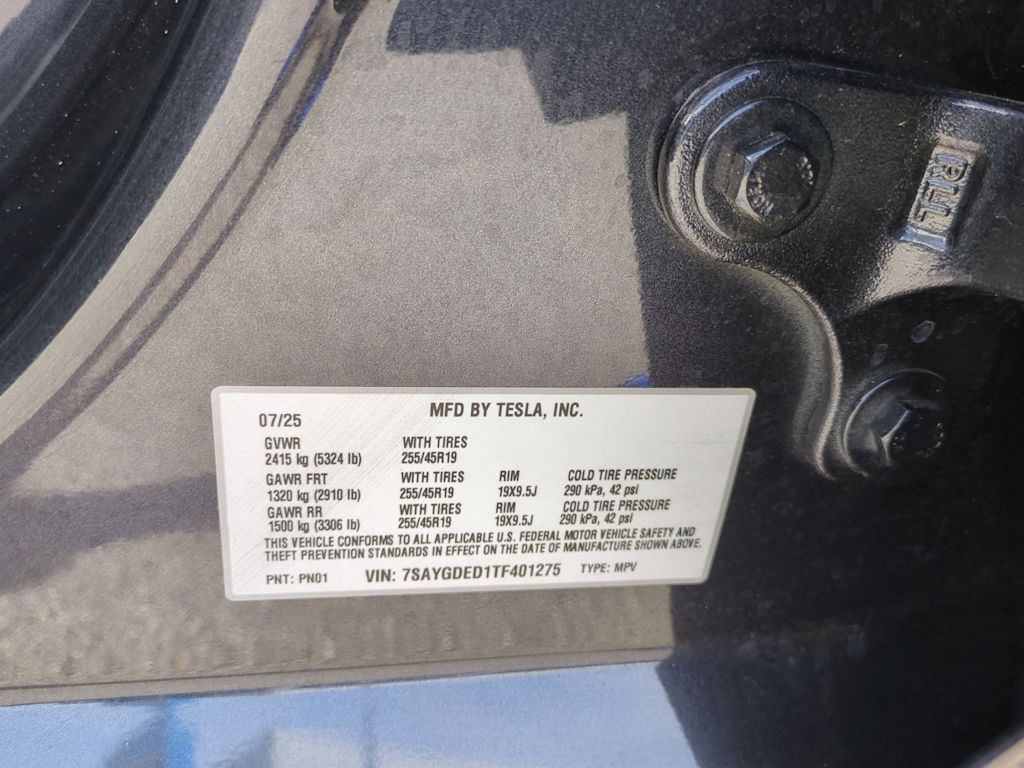 RLL
07/25 MFD BY TESLA, INC.
GVWR WITH TIRES
2415 kg (5324 lb) 255/45R19
GAWR FRT WITH TIRES RIM COLD TIRE PRESSURE
1320 kg (2910 lb) 255/45R19 19X9.5J 290 kPa, 42 psi
GAWR RR WITH TIRES RIM COLD TIRE PRESSURE
1500 kg (3306 lb) 255/45R19 19X9.5J 290 kPa, 42 psi
THIS VEHICLE CONFORMS TO ALL APPLICABLE U.S. FEDERAL MOTOR VEHICLE SAFETY AND
THEFT PREVENTION STANDARDS IN EFFECT ON THE DATE OF MANUFACTURE SHOWN ABOVE.
PNT: PN01 VIN: 7SAYGDED1TF401275 TYPE: MPV